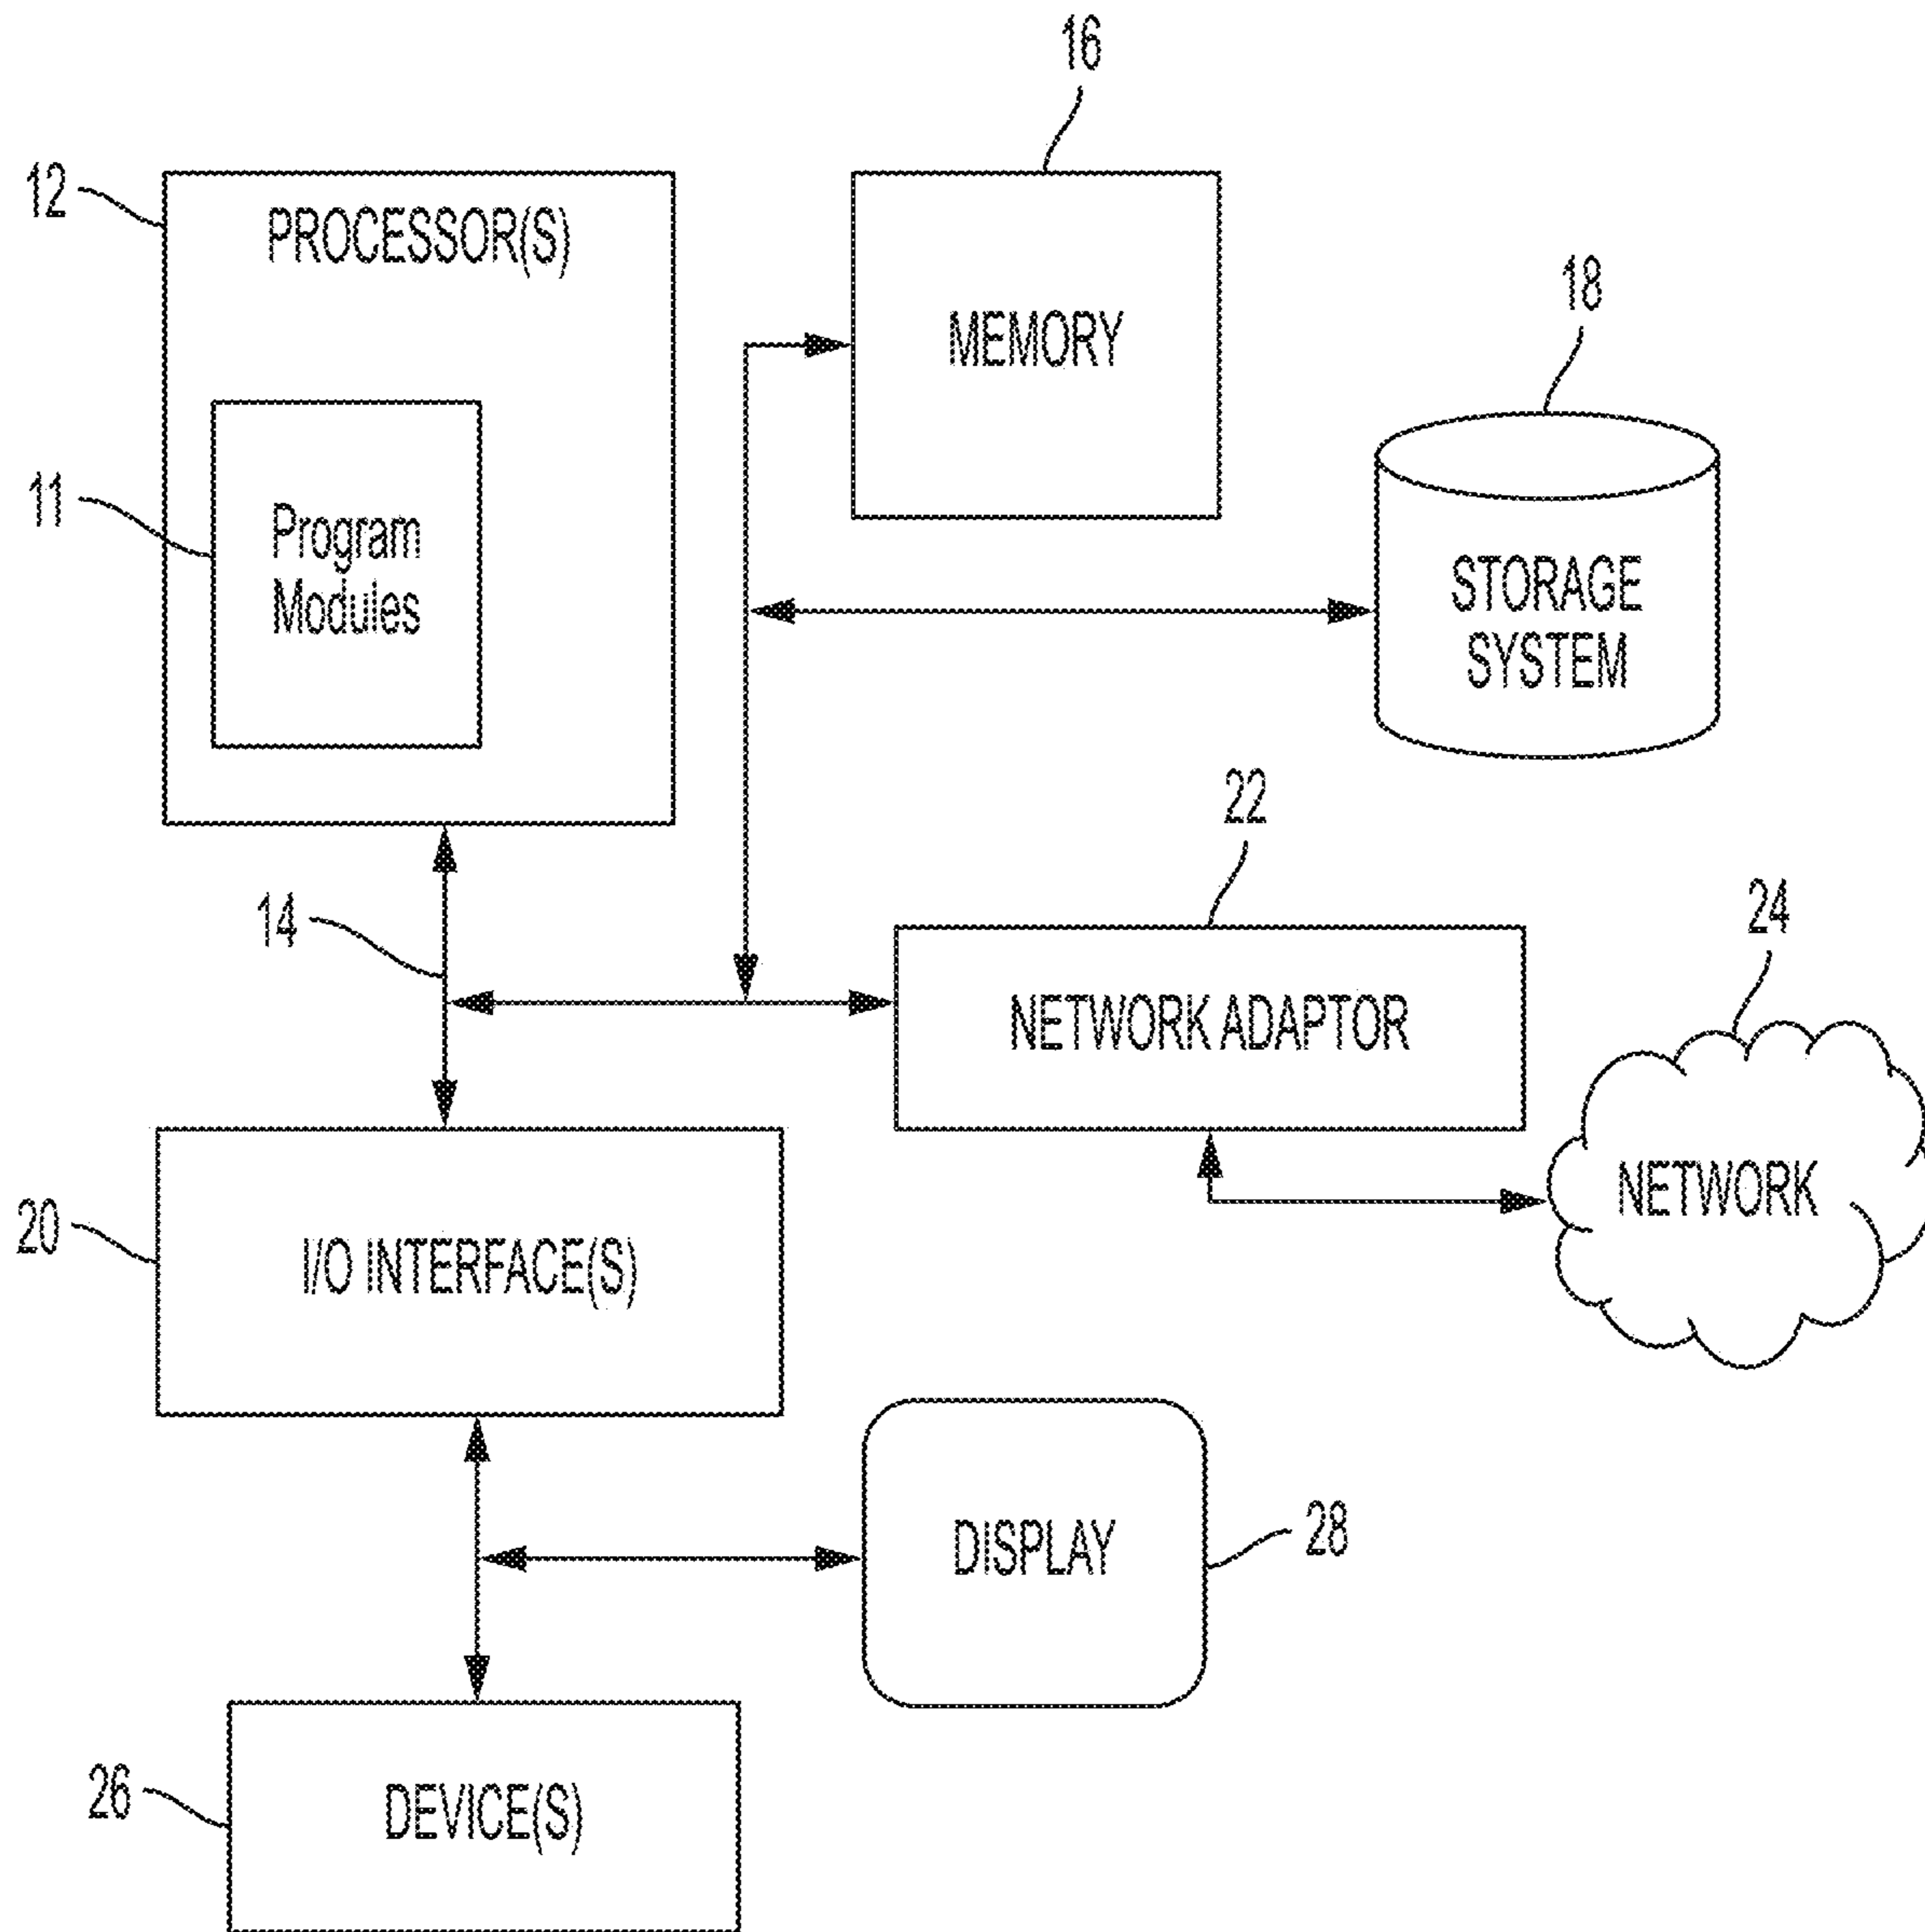 16
12
PROCESSOR(S)
MEMORY
18
11
Program
Modules
STORAGE
SYSTEM
22
14
24
NETWORK ADAPTOR
NETWORK
20
I/O INTERFACE(S)
DISPLAY
28
26
DEVICE(S)